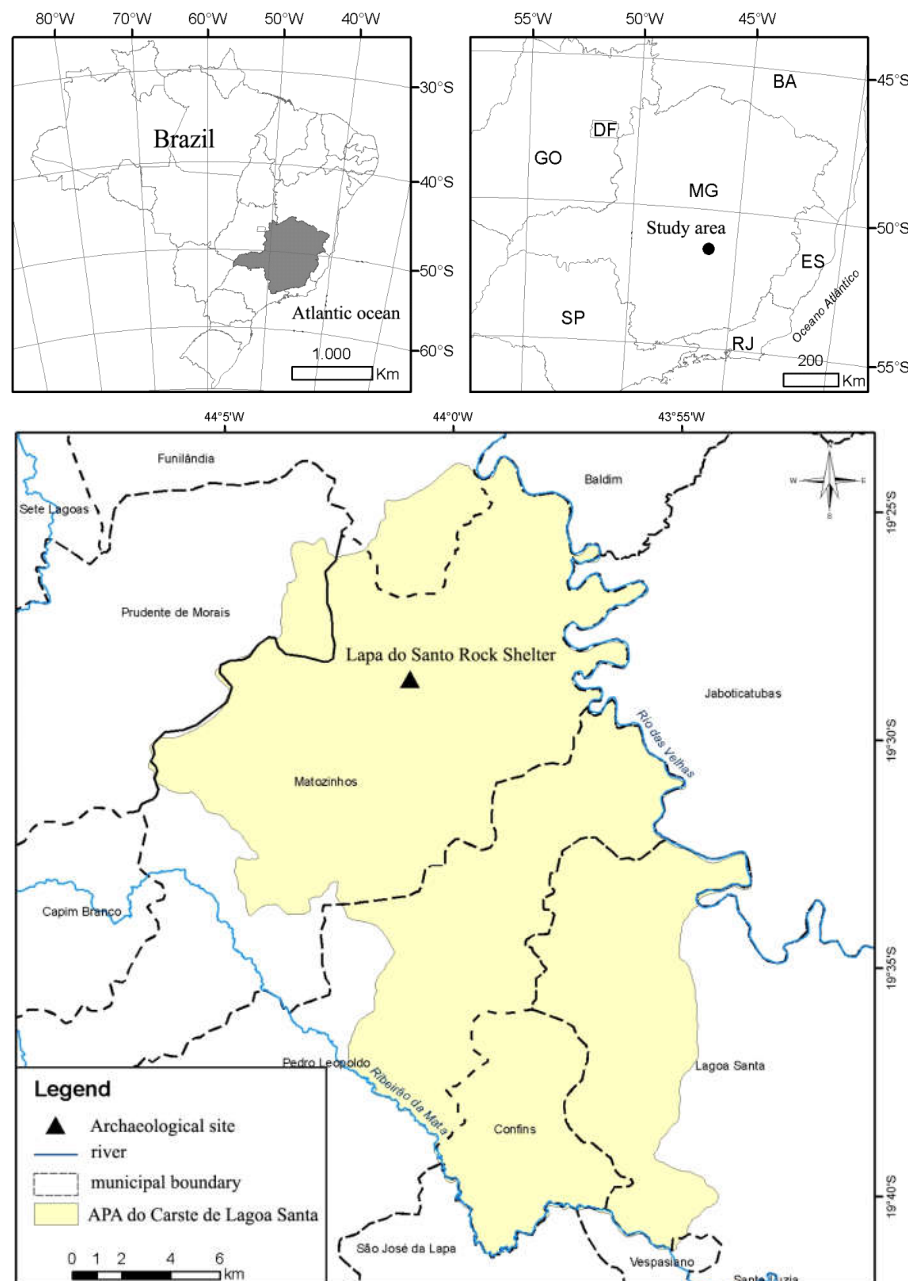 80°W 70°W 60°W 50°W 40°W
30°S
Brazil
40°S
50°S
Atlantic ocean
60°S
1.000
Km
55°W 50°W 45°W
45°S
BA
DF
GO
MG
Study area
50°S
ES
Oceano Atlântico
SP
RJ
200
Km
55°S
44°5'W 44°0'W 43°55'W
Funilândia
Baldim
N
W E
S
Sete Lagoas
19°25'S
Prudente de Morais
Lapa do Santo Rock Shelter
Jaboticatubas
Rio das Velhas
19°30'S
Matozinhos
Capim Branco
19°35'S
Pedro Leopoldo
Ribeirão da Mata
Lagoa Santa
Confins
19°40'S
São José da Lapa
Vespasiano
Legend
Archaeological site
river
municipal boundary
APA do Carste de Lagoa Santa
0 1 2 4 6
km